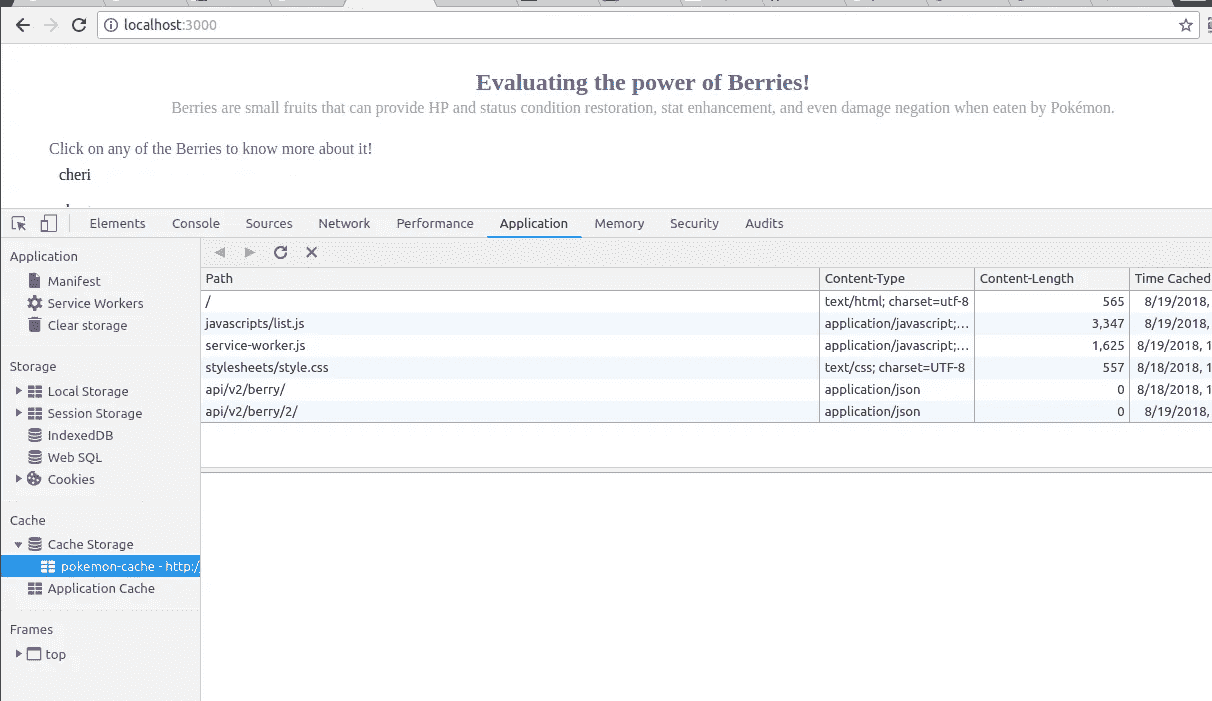 localhost:3000
Evaluating the power of Berries!
Berries are small fruits that can provide HP and status condition restoration, stat enhancement, and even damage negation when eaten by Pokémon.
Click on any of the Berries to know more about it!
cheri
Elements Console Sources Network Performance Application Memory Security Audits
Application
Manifest
Service Workers
Clear storage
Storage
Local Storage
Session Storage
IndexedDB
Web SQL
Cookies
Cache
Cache Storage
pokemon-cache - http:/
Application Cache
Frames
top
Path Content-Type Content-Length Time Cached
/ text/html; charset=utf-8 565 8/19/2018,
javascripts/list.js application/javascript;... 3,347 8/19/2018,
service-worker.js application/javascript;... 1,625 8/19/2018, 1
stylesheets/style.css text/css; charset=UTF-8 557 8/18/2018, 1
api/v2/berry/ application/json 0 8/18/2018, 1
api/v2/berry/2/ application/json 0 8/19/2018,